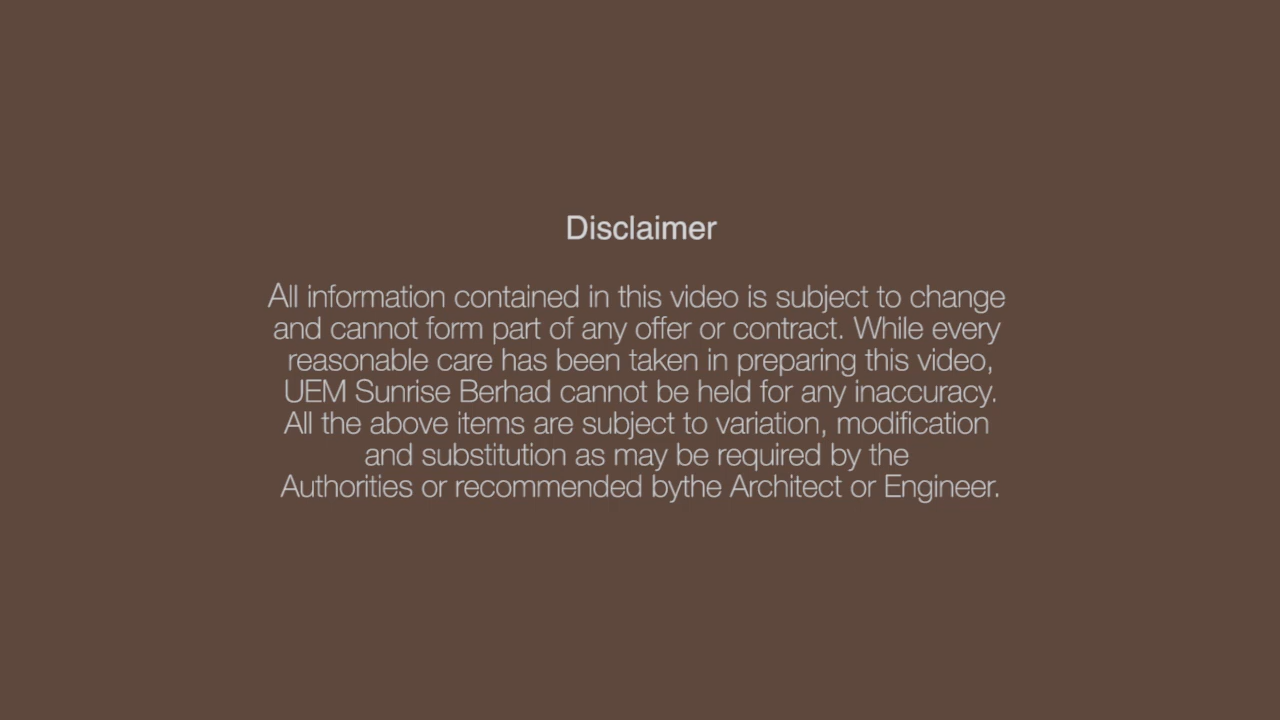 Disclaimer
All information contained in this video is subject to change
and cannot form part of any offer or contract. While every
reasonable care has been taken in preparing this video,
UEM Sunrise Berhad cannot be held for any inaccuracy.
All the above items are subject to variation, modification
and substitution as may be required by the
Authorities or recommended bythe Architect or Engineer.